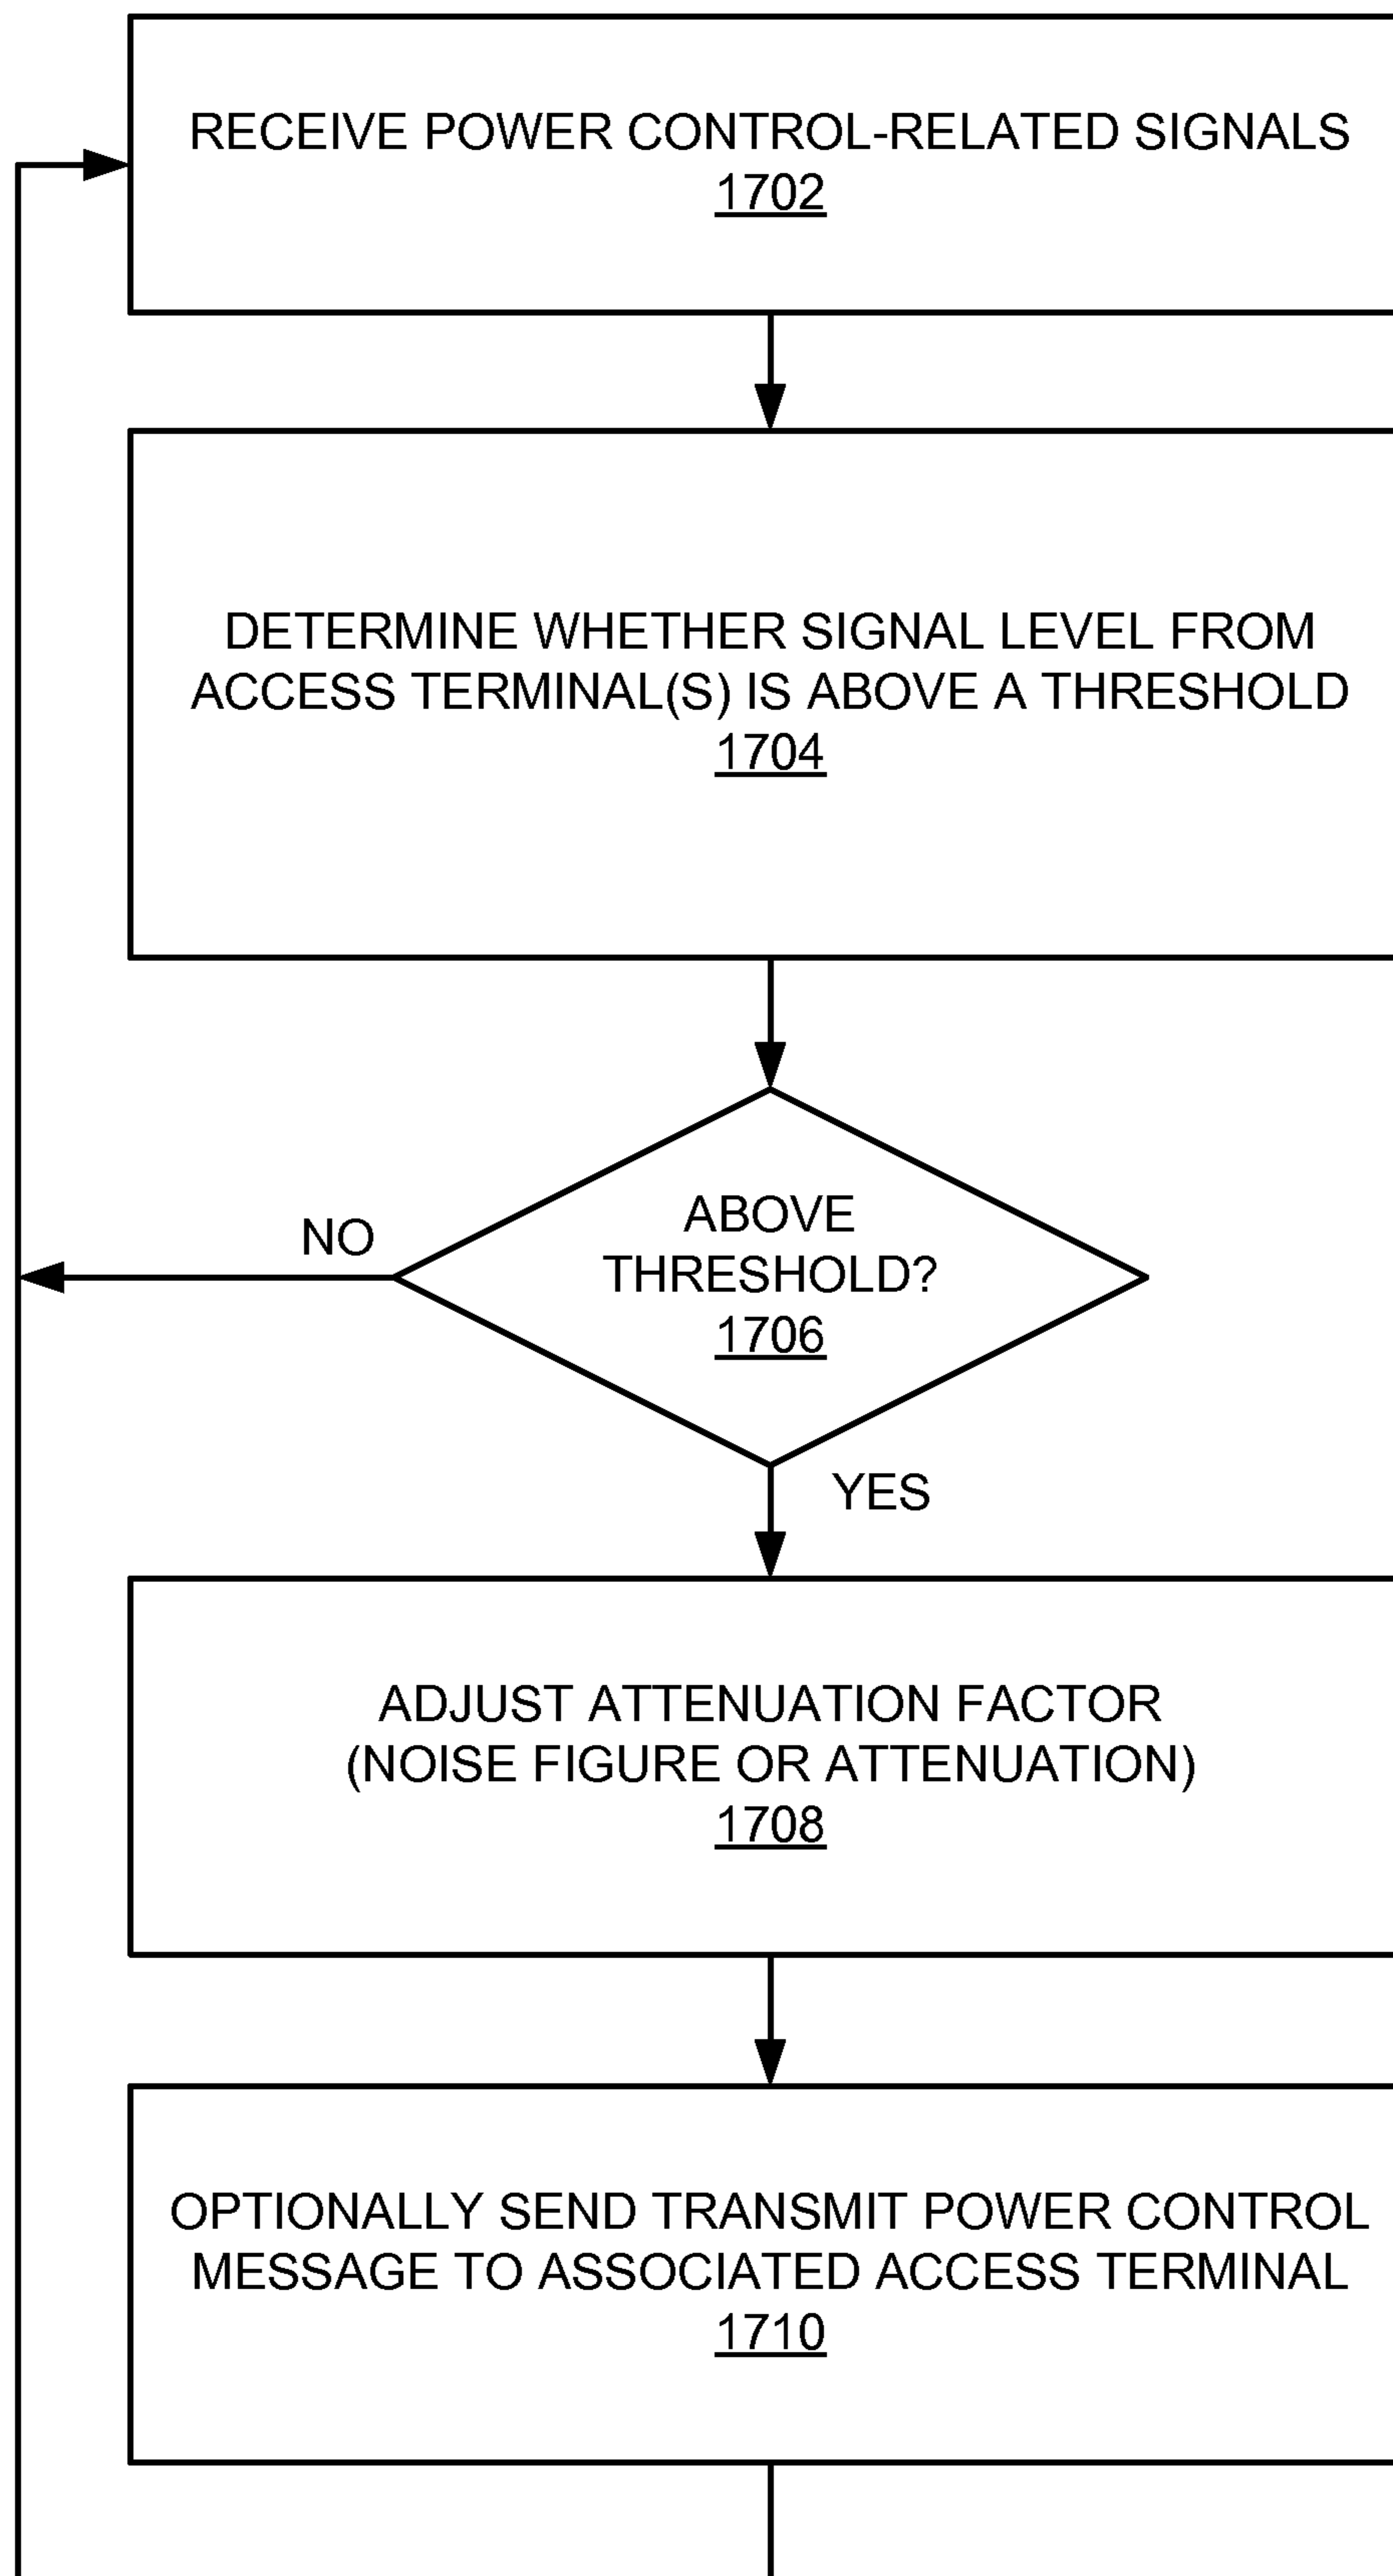 RECEIVE POWER CONTROL-RELATED SIGNALS
1702
DETERMINE WHETHER SIGNAL LEVEL FROM
ACCESS TERMINAL(S) IS ABOVE A THRESHOLD
1704
ABOVE
THRESHOLD?
1706
NO
YES
ADJUST ATTENUATION FACTOR
(NOISE FIGURE OR ATTENUATION)
1708
OPTIONALLY SEND TRANSMIT POWER CONTROL
MESSAGE TO ASSOCIATED ACCESS TERMINAL
1710